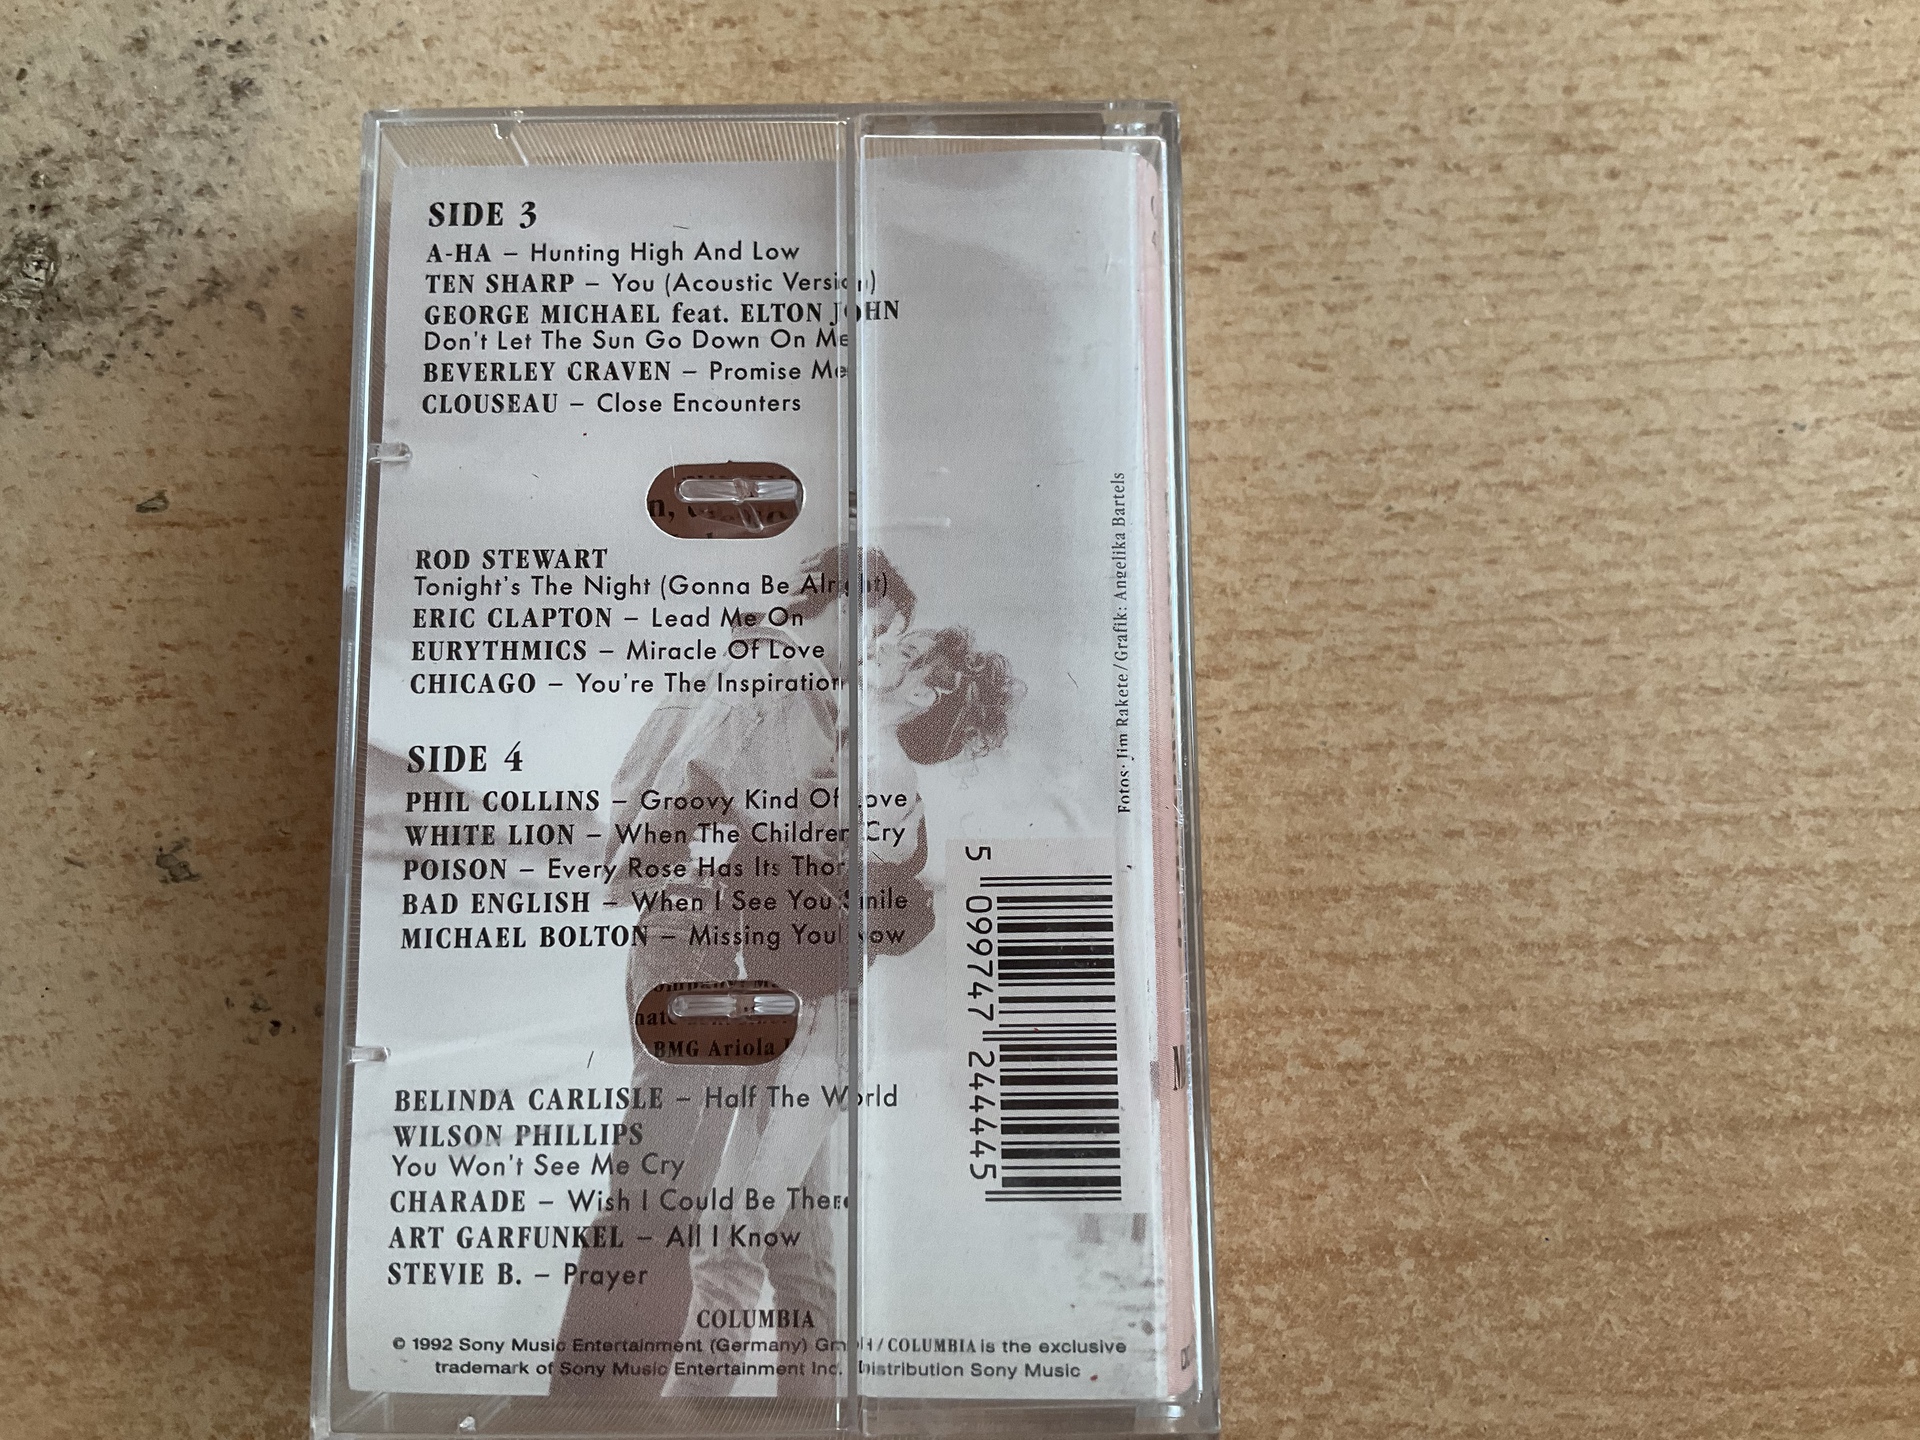 SIDE 3
A-HA – Hunting High And Low
TEN SHARP – You (Acoustic Version)
GEORGE MICHAEL feat. ELTON JOHN
Don't Let The Sun Go Down On Me
BEVERLEY CRAVEN – Promise Me
CLOUSEAU – Close Encounters
ROD STEWART
Tonight's The Night (Gonna Be Alright)
ERIC CLAPTON – Lead Me On
EURYTHMICS – Miracle Of Love
CHICAGO – You're The Inspiration
SIDE 4
PHIL COLLINS – Groovy Kind Of Love
WHITE LION – When The Children Cry
POISON – Every Rose Has Its Thorn
BAD ENGLISH – When I See You Smile
MICHAEL BOLTON – Missing You Now
BMG Ariola
BELINDA CARLISLE – Half The World
WILSON PHILLIPS
You Won't See Me Cry
CHARADE – Wish I Could Be There
ART GARFUNKEL – All I Know
STEVIE B. – Prayer
COLUMBIA
© 1992 Sony Music Entertainment (Germany) GmbH / COLUMBIA is the exclusive
trademark of Sony Music Entertainment Inc. Distribution Sony Music
Fotos: Jim Rakete / Grafik: Angelika Bartels
5 099747 244445